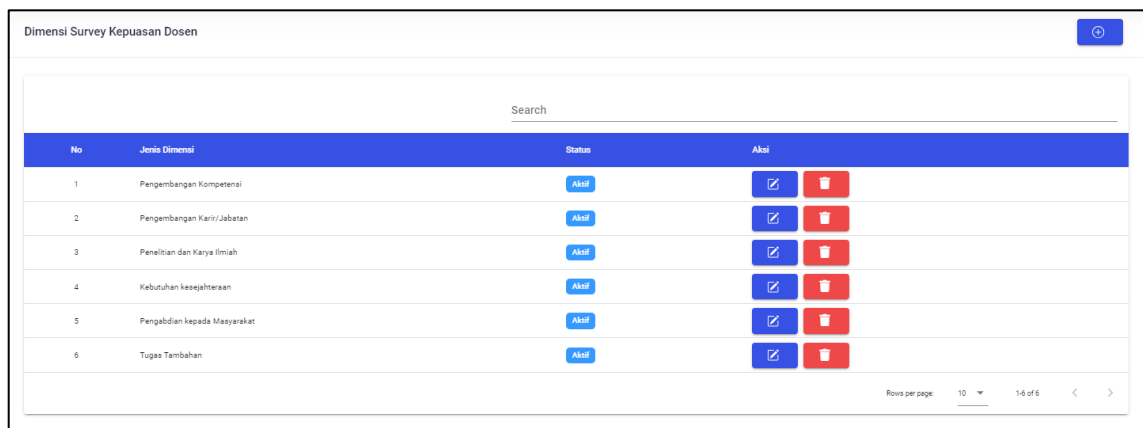 Dimensi Survey Kepuasan Dosen
Search
No Jenis Dimensi Status Aksi
1 Pengembangan Kompetensi Aktif
2 Pengembangan Karir/Jabatan Aktif
3 Penelitian dan Karya Ilmiah Aktif
4 Kebutuhan kesejahteraan Aktif
5 Pengabdian kepada Masyarakat Aktif
6 Tugas Tambahan Aktif
Rows per page: 10 1-6 of 6